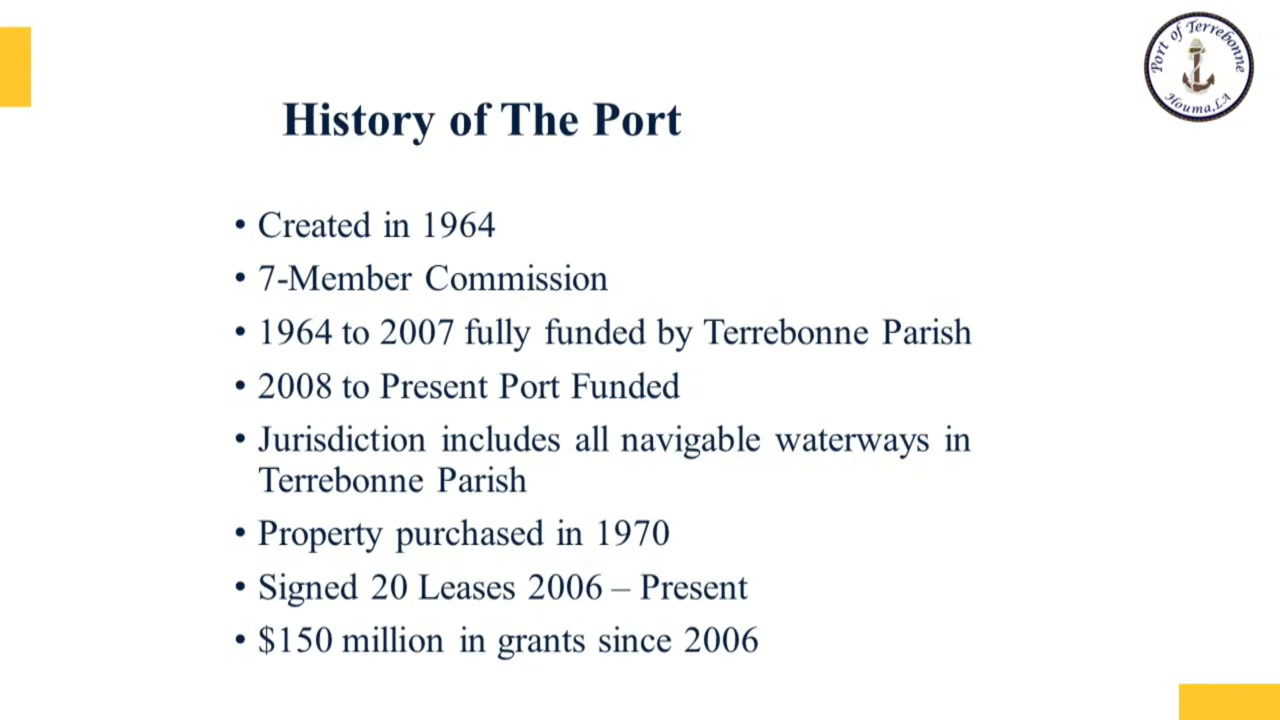 Port of Terrebonne
Houma, LA
History of The Port
• Created in 1964
• 7-Member Commission
• 1964 to 2007 fully funded by Terrebonne Parish
• 2008 to Present Port Funded
• Jurisdiction includes all navigable waterways in
Terrebonne Parish
• Property purchased in 1970
• Signed 20 Leases 2006 – Present
• $150 million in grants since 2006